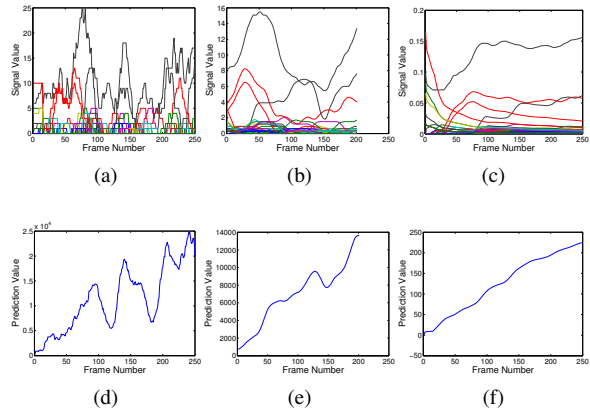 25
20
15
10
5
0
0 50 100 150 200 250
Signal Value
Frame Number
(a)
16
14
12
10
8
6
4
2
0
0 50 100 150 200 250
Signal Value
Frame Number
(b)
0.2
0.15
0.1
0.05
0 50 100 150 200 250
Signal Value
Frame Number
(c)
x 10⁴
2.5
2
1.5
1
0.5
0
0 50 100 150 200 250
Prediction Value
Frame Number
(d)
14000
12000
10000
8000
6000
4000
2000
0
0 50 100 150 200 250
Prediction Value
Frame Number
(e)
250
200
150
100
50
0
−50
0 50 100 150 200 250
Prediction Value
Frame Number
(f)